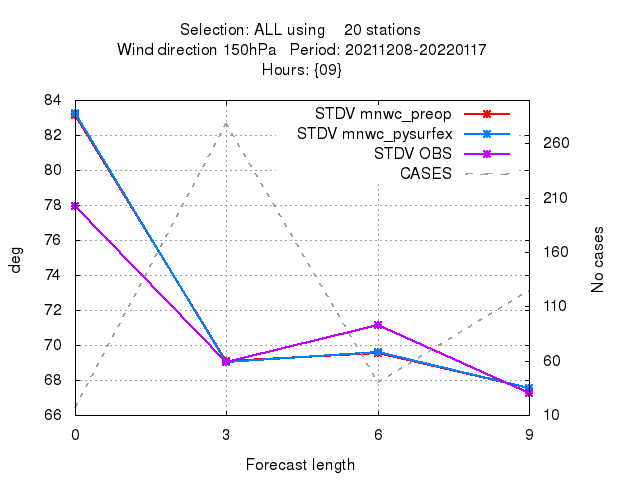 Selection: ALL using    20 stations
Wind direction 150hPa   Period: 20211208-20220117
Hours: {09}
STDV mnwc_preop
STDV mnwc_pysurfex
STDV OBS
CASES
84
82
80
78
76
74
72
70
68
66
deg
260
210
160
110
60
10
No cases
0
3
6
9
Forecast length